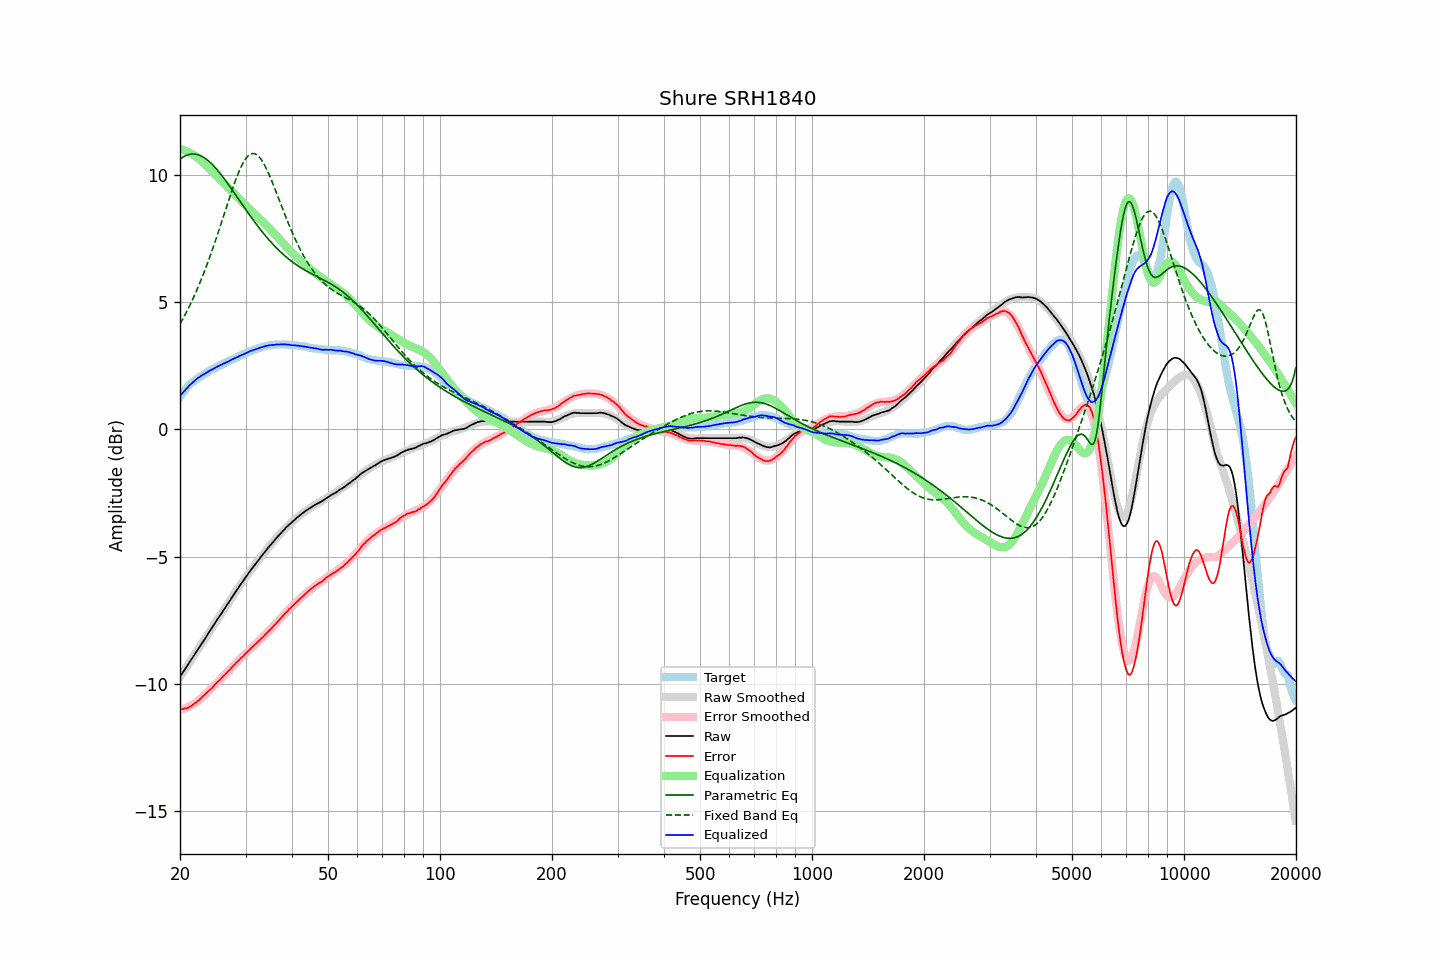 Shure SRH1840
Amplitude (dBr)
10
5
0
−5
−10
−15
Target
Raw Smoothed
Error Smoothed
Raw
Error
Equalization
Parametric Eq
Fixed Band Eq
Equalized
20 50 100 200 500 1000 2000 5000 10000 20000
Frequency (Hz)